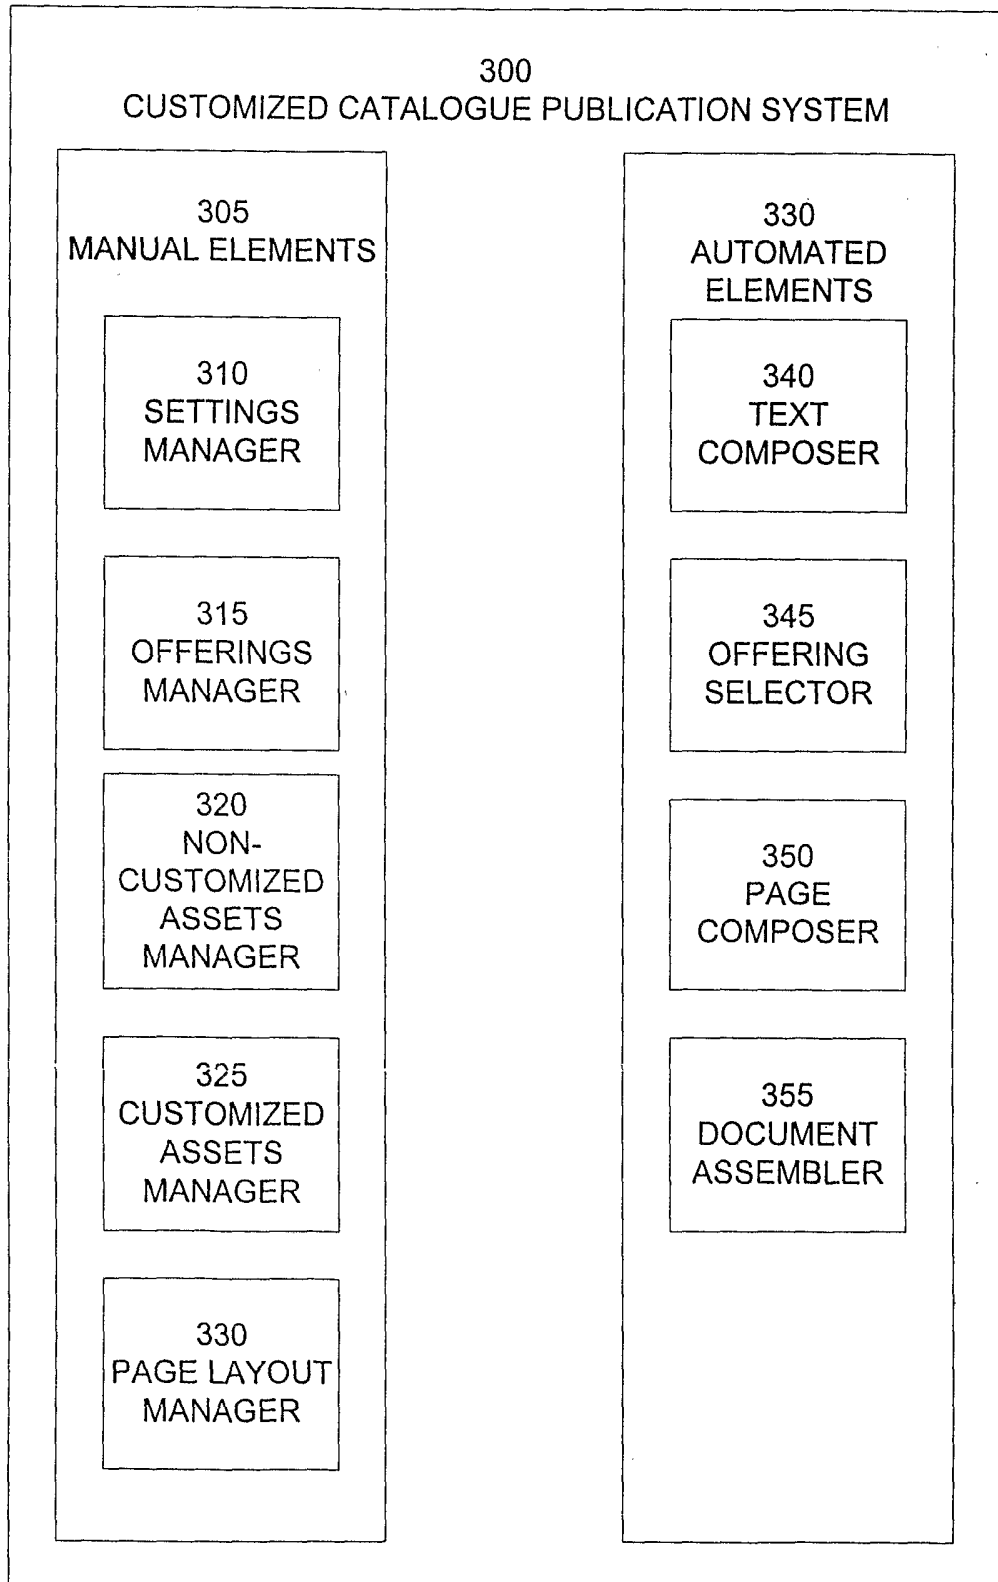 300
CUSTOMIZED CATALOGUE PUBLICATION SYSTEM
305
MANUAL ELEMENTS
310
SETTINGS
MANAGER
315
OFFERINGS
MANAGER
320
NON-
CUSTOMIZED
ASSETS
MANAGER
325
CUSTOMIZED
ASSETS
MANAGER
330
PAGE LAYOUT
MANAGER
330
AUTOMATED
ELEMENTS
340
TEXT
COMPOSER
345
OFFERING
SELECTOR
350
PAGE
COMPOSER
355
DOCUMENT
ASSEMBLER